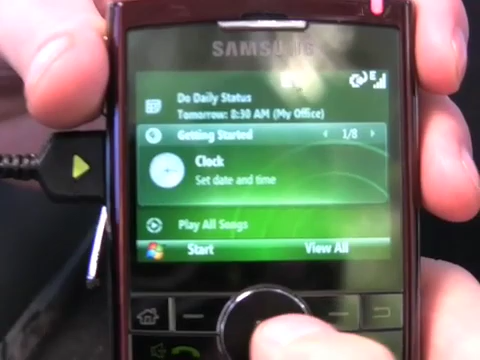 SAMSUNG
E
Do Daily Status
Tomorrow: 8:30 AM (My Office)
Getting Started 1/8
Clock
Set date and time
Play All Songs
Start View All